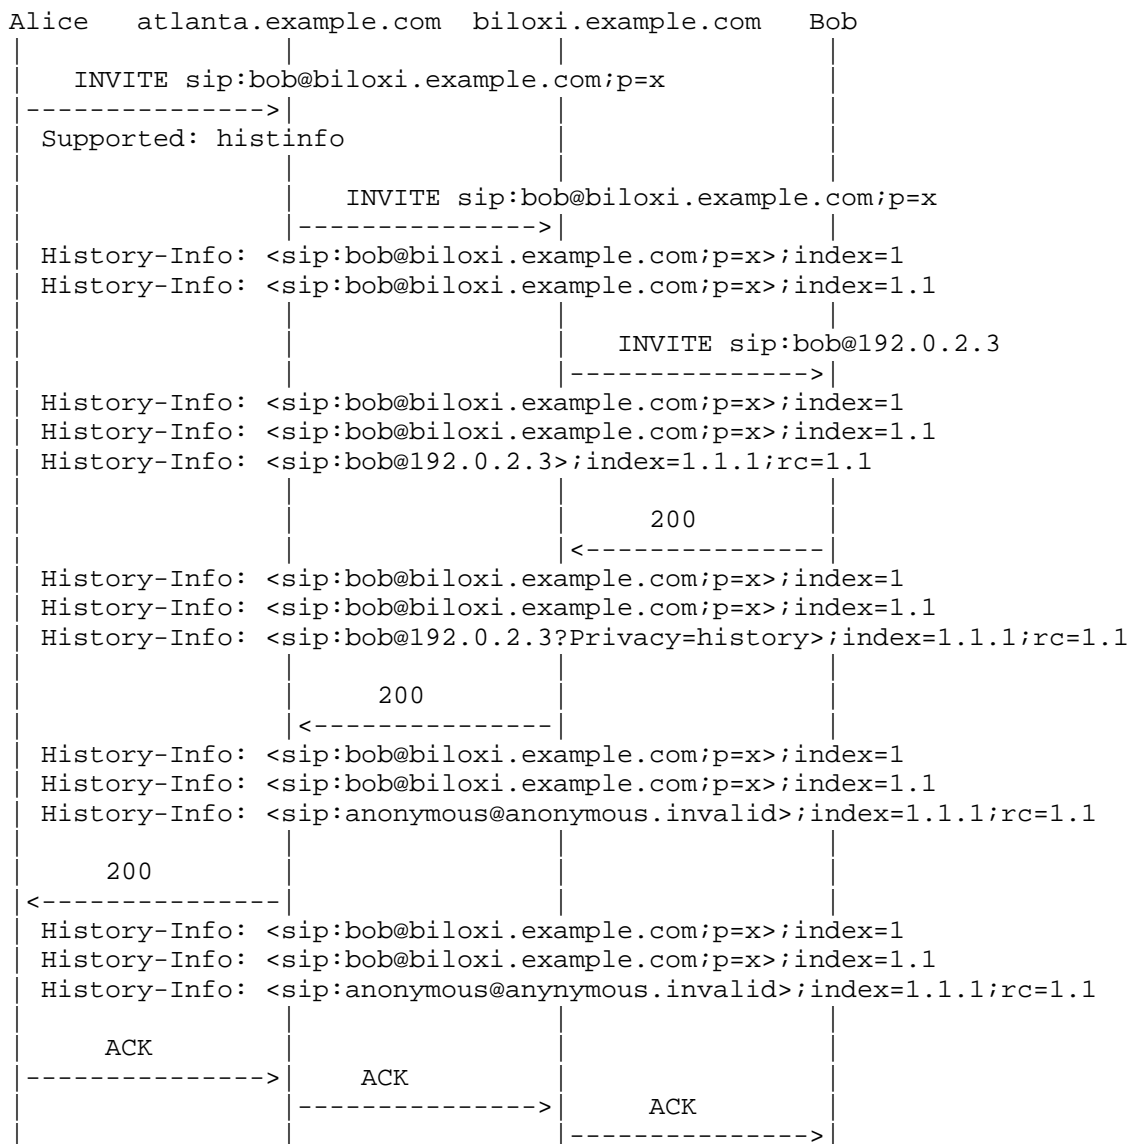 Alice    atlanta.example.com  biloxi.example.com   Bob
|                |                |                |
|   INVITE sip:bob@biloxi.example.com;p=x          |
|--------------->|                |                |
| Supported: histinfo             |                |
|                |                |                |
|                |   INVITE sip:bob@biloxi.example.com;p=x
|                |--------------->|                |
| History-Info: <sip:bob@biloxi.example.com;p=x>;index=1
| History-Info: <sip:bob@biloxi.example.com;p=x>;index=1.1
|                |                |                |
|                |                |   INVITE sip:bob@192.0.2.3
|                |                |--------------->|
| History-Info: <sip:bob@biloxi.example.com;p=x>;index=1
| History-Info: <sip:bob@biloxi.example.com;p=x>;index=1.1
| History-Info: <sip:bob@192.0.2.3>;index=1.1.1;rc=1.1
|                |                |                |
|                |                |     200        |
|                |                |<---------------|
| History-Info: <sip:bob@biloxi.example.com;p=x>;index=1
| History-Info: <sip:bob@biloxi.example.com;p=x>;index=1.1
| History-Info: <sip:bob@192.0.2.3?Privacy=history>;index=1.1.1;rc=1.1
|                |                |                |
|                |     200        |                |
|                |<---------------|                |
| History-Info: <sip:bob@biloxi.example.com;p=x>;index=1
| History-Info: <sip:bob@biloxi.example.com;p=x>;index=1.1
| History-Info: <sip:anonymous@anonymous.invalid>;index=1.1.1;rc=1.1
|                |                |                |
|     200        |                |                |
|<---------------|                |                |
| History-Info: <sip:bob@biloxi.example.com;p=x>;index=1
| History-Info: <sip:bob@biloxi.example.com;p=x>;index=1.1
| History-Info: <sip:anonymous@anynymous.invalid>;index=1.1.1;rc=1.1
|                |                |                |
|     ACK        |                |                |
|--------------->|    ACK         |                |
|                |--------------->|     ACK        |
|                |                |--------------->|